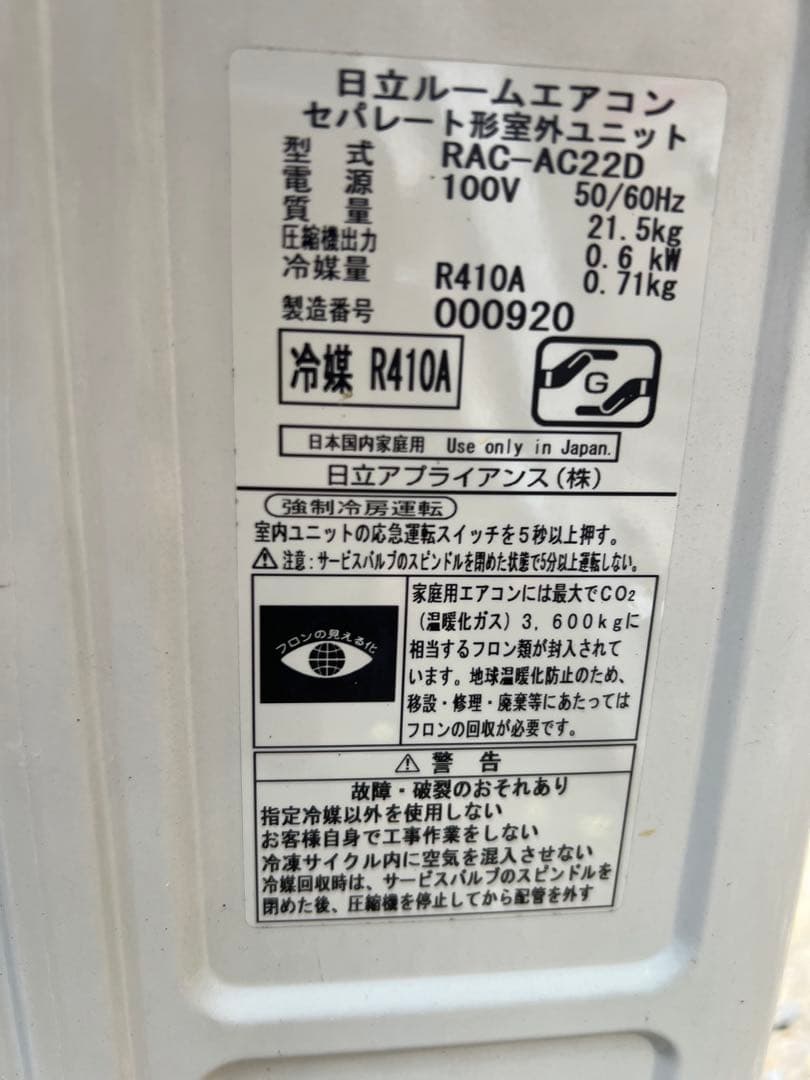 日立ルームエアコン
セパレート形室外ユニット
型 式 RAC-AC22D
電 源 100V 50/60Hz
質 量 21.5kg
圧縮機出力 0.6 kW
冷媒量 R410A 0.71kg
製造番号 000920
冷媒 R410A
G
日本国内家庭用 Use only in Japan.
日立アプライアンス(株)
強制冷房運転
室内ユニットの応急運転スイッチを5秒以上押す。
⚠ 注意:サービスバルブのスピンドルを閉めた状態で5分以上運転しない。
フロンの見える化
家庭用エアコンには最大でCO₂
(温暖化ガス)3,600kgに
相当するフロン類が封入されて
います。地球温暖化防止のため、
移設・修理・廃棄等にあたっては
フロンの回収が必要です。
⚠ 警 告
故障・破裂のおそれあり
指定冷媒以外を使用しない
お客様自身で工事作業をしない
冷凍サイクル内に空気を混入させない
冷媒回収時は、サービスバルブのスピンドルを
閉めた後、圧縮機を停止してから配管を外す